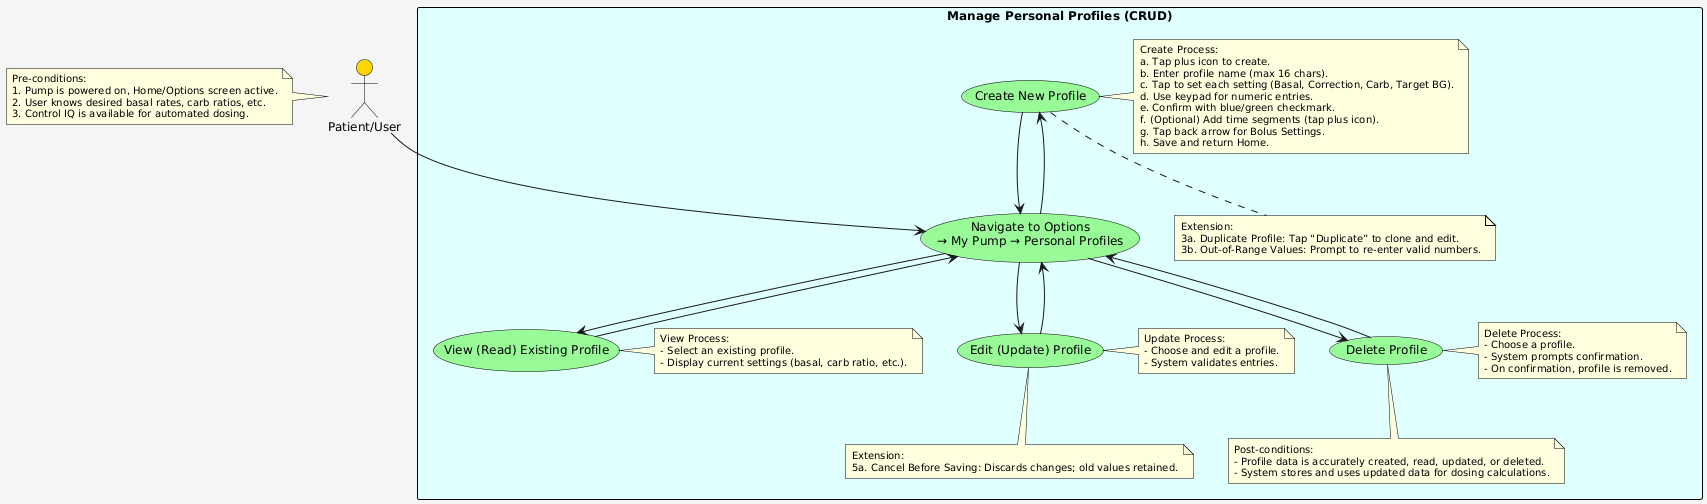 Manage Personal Profiles (CRUD)
Pre-conditions:
1. Pump is powered on, Home/Options screen active.
2. User knows desired basal rates, carb ratios, etc.
3. Control IQ is available for automated dosing.
Patient/User
Create New Profile
Create Process:
a. Tap plus icon to create.
b. Enter profile name (max 16 chars).
c. Tap to set each setting (Basal, Correction, Carb, Target BG).
d. Use keypad for numeric entries.
e. Confirm with blue/green checkmark.
f. (Optional) Add time segments (tap plus icon).
g. Tap back arrow for Bolus Settings.
h. Save and return Home.
Navigate to Options
→ My Pump → Personal Profiles
Extension:
3a. Duplicate Profile: Tap “Duplicate” to clone and edit.
3b. Out-of-Range Values: Prompt to re-enter valid numbers.
View (Read) Existing Profile
View Process:
- Select an existing profile.
- Display current settings (basal, carb ratio, etc.).
Edit (Update) Profile
Update Process:
- Choose and edit a profile.
- System validates entries.
Delete Profile
Delete Process:
- Choose a profile.
- System prompts confirmation.
- On confirmation, profile is removed.
Extension:
5a. Cancel Before Saving: Discards changes; old values retained.
Post-conditions:
- Profile data is accurately created, read, updated, or deleted.
- System stores and uses updated data for dosing calculations.